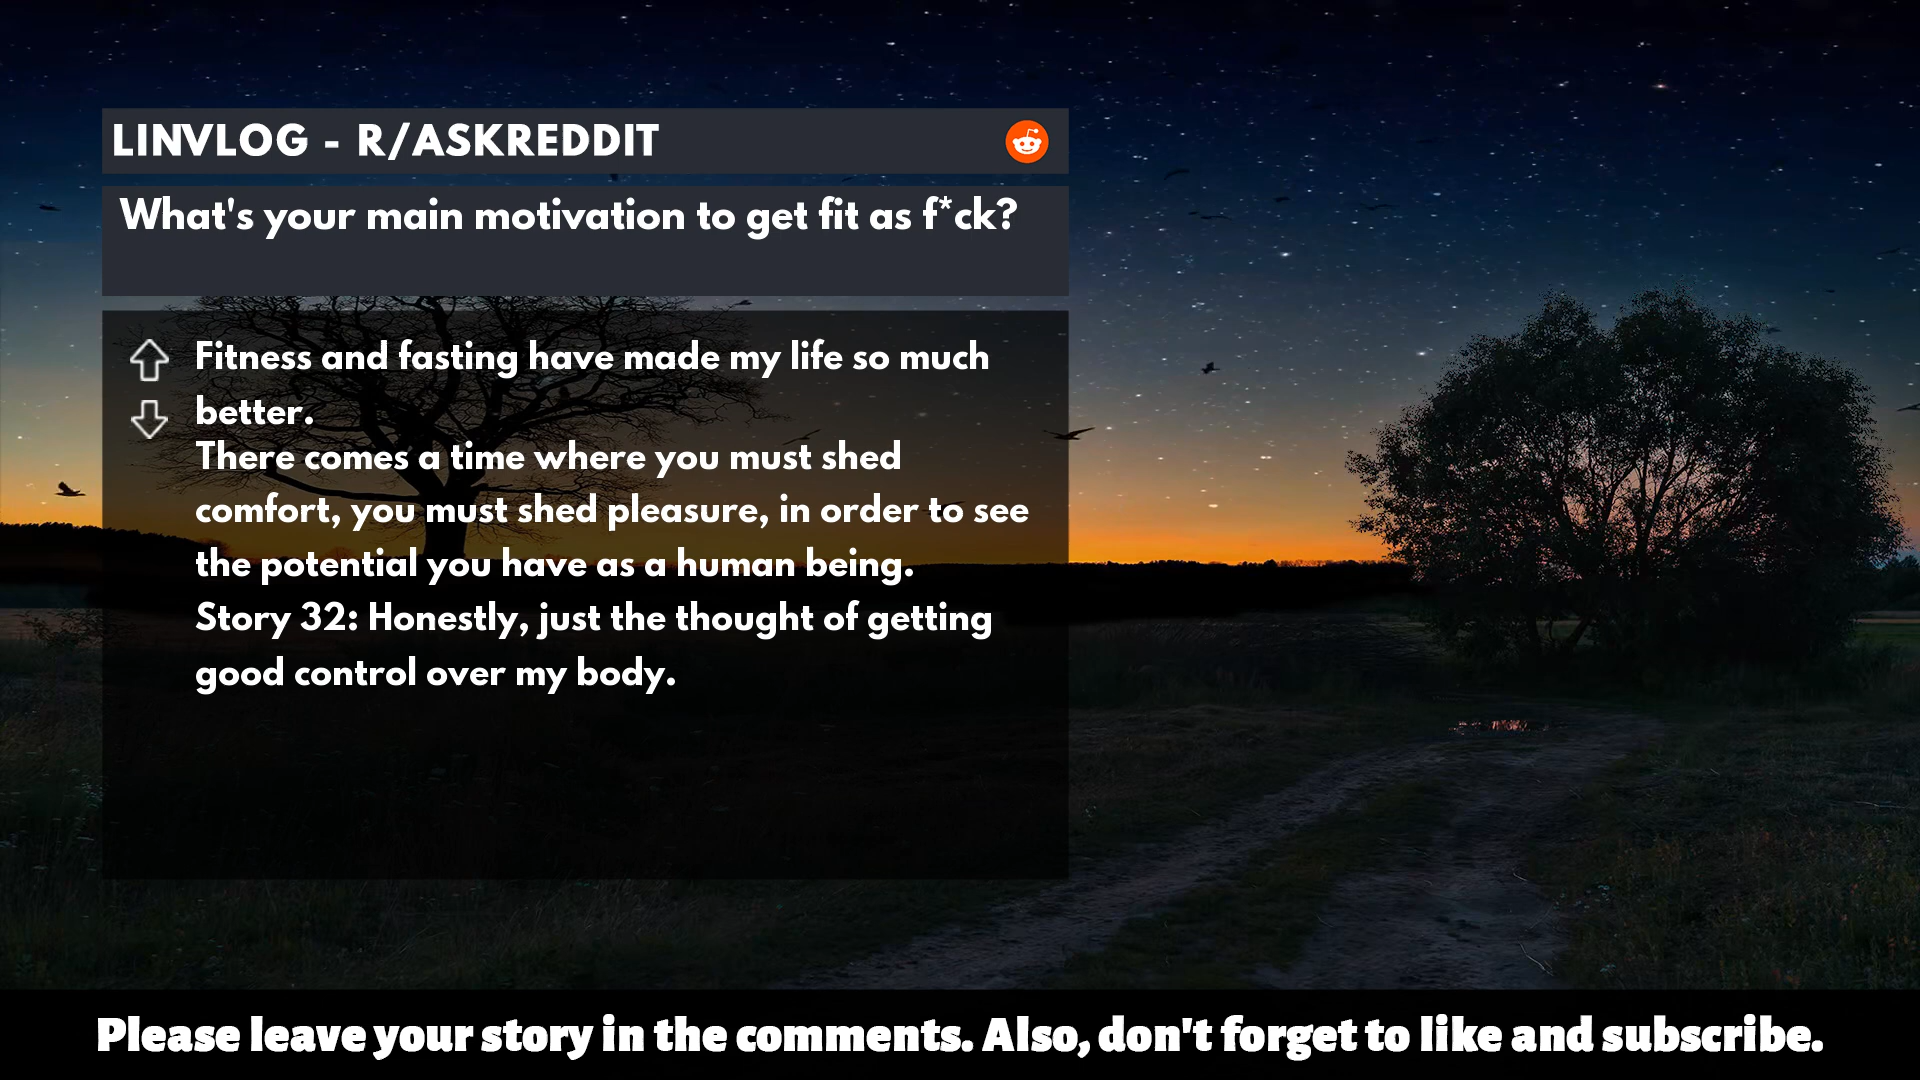 LINVLOG - R/ASKREDDIT
What's your main motivation to get fit as f*ck?
Fitness and fasting have made my life so much
better.
There comes a time where you must shed
comfort, you must shed pleasure, in order to see
the potential you have as a human being.
Story 32: Honestly, just the thought of getting
good control over my body.
Please leave your story in the comments. Also, don't forget to like and subscribe.